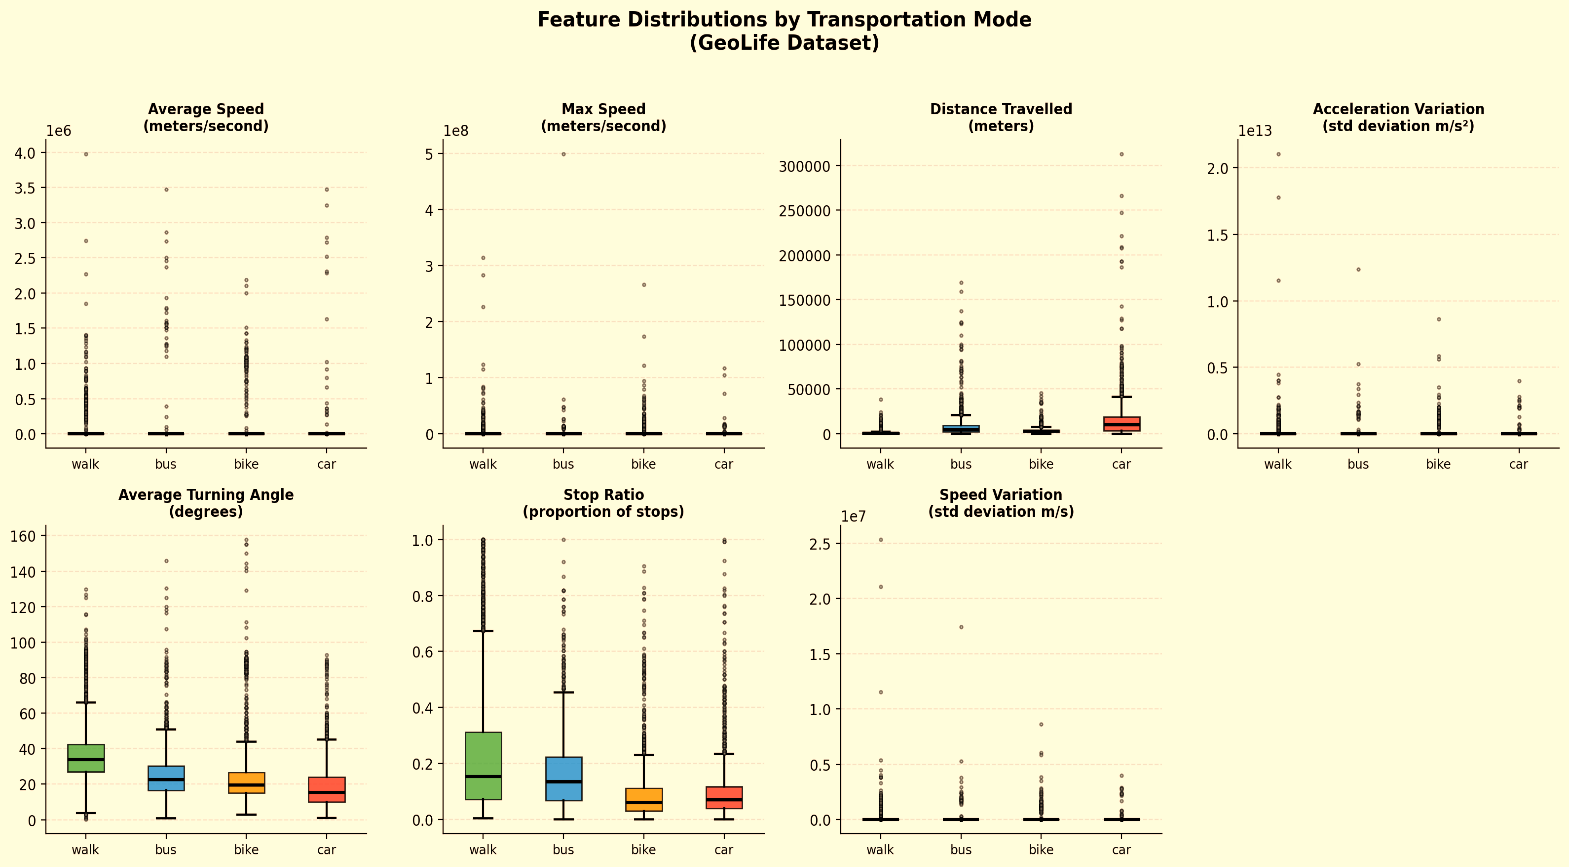 Feature Distributions by Transportation Mode
(GeoLife Dataset)
Average Speed
(meters/second)
1e6
4.0
3.5
3.0
2.5
2.0
1.5
1.0
0.5
0.0
walk bus bike car
Max Speed
(meters/second)
1e8
5
4
3
2
1
0
walk bus bike car
Distance Travelled
(meters)
300000
250000
200000
150000
100000
50000
0
walk bus bike car
Acceleration Variation
(std deviation m/s²)
1e13
2.0
1.5
1.0
0.5
0.0
walk bus bike car
Average Turning Angle
(degrees)
160
140
120
100
80
60
40
20
0
walk bus bike car
Stop Ratio
(proportion of stops)
1.0
0.8
0.6
0.4
0.2
0.0
walk bus bike car
Speed Variation
(std deviation m/s)
1e7
2.5
2.0
1.5
1.0
0.5
0.0
walk bus bike car